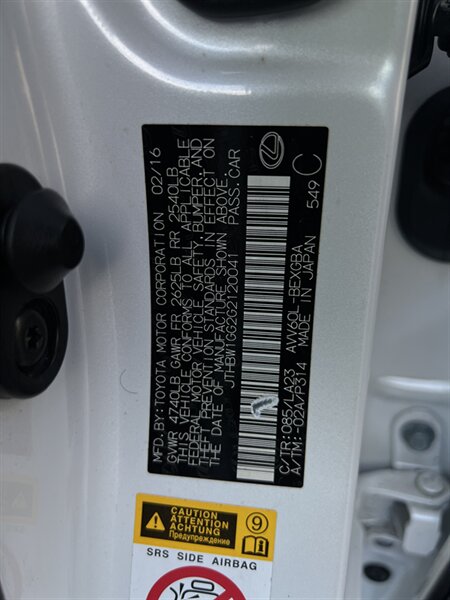 MFD.BY:TOYOTA MOTOR CORPORATION 02/16
GVWR 4740LB GAWR FR 2625LB RR 2540LB
THIS VEHICLE CONFORMS TO ALL APPLICABLE
FEDERAL MOTOR VEHICLE SAFETY, BUMPER,AND
THEFT PREVENTION STANDARDS IN EFFECT
ON THE DATE OF MANUFACTURE SHOWN ABOVE.
JTHBW1GG2G2120041 PASS.CAR
C/TR:085/LA23 AVV60L-BEXGBA
A/TM:-02A/P314 MADE IN JAPAN 549 C
CAUTION
ATTENTION
ACHTUNG
Предупреждение
9
SRS SIDE AIRBAG